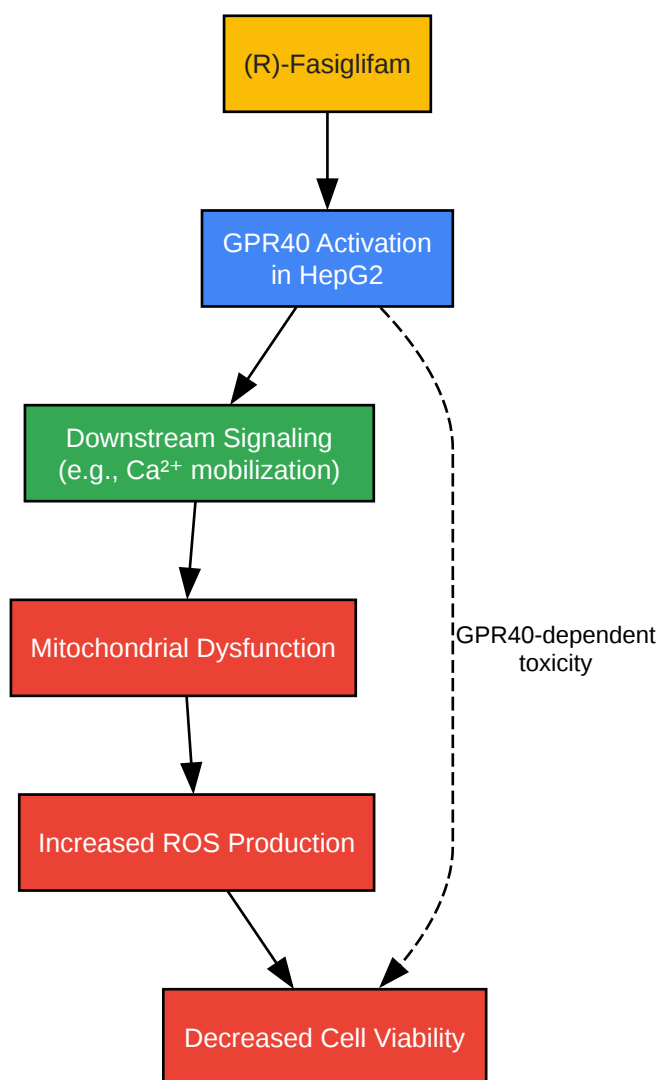 (R)-Fasiglifam
GPR40 Activation
in HepG2
Downstream Signaling
(e.g., Ca²⁺ mobilization)
Mitochondrial Dysfunction
GPR40-dependent
toxicity
Increased ROS Production
Decreased Cell Viability